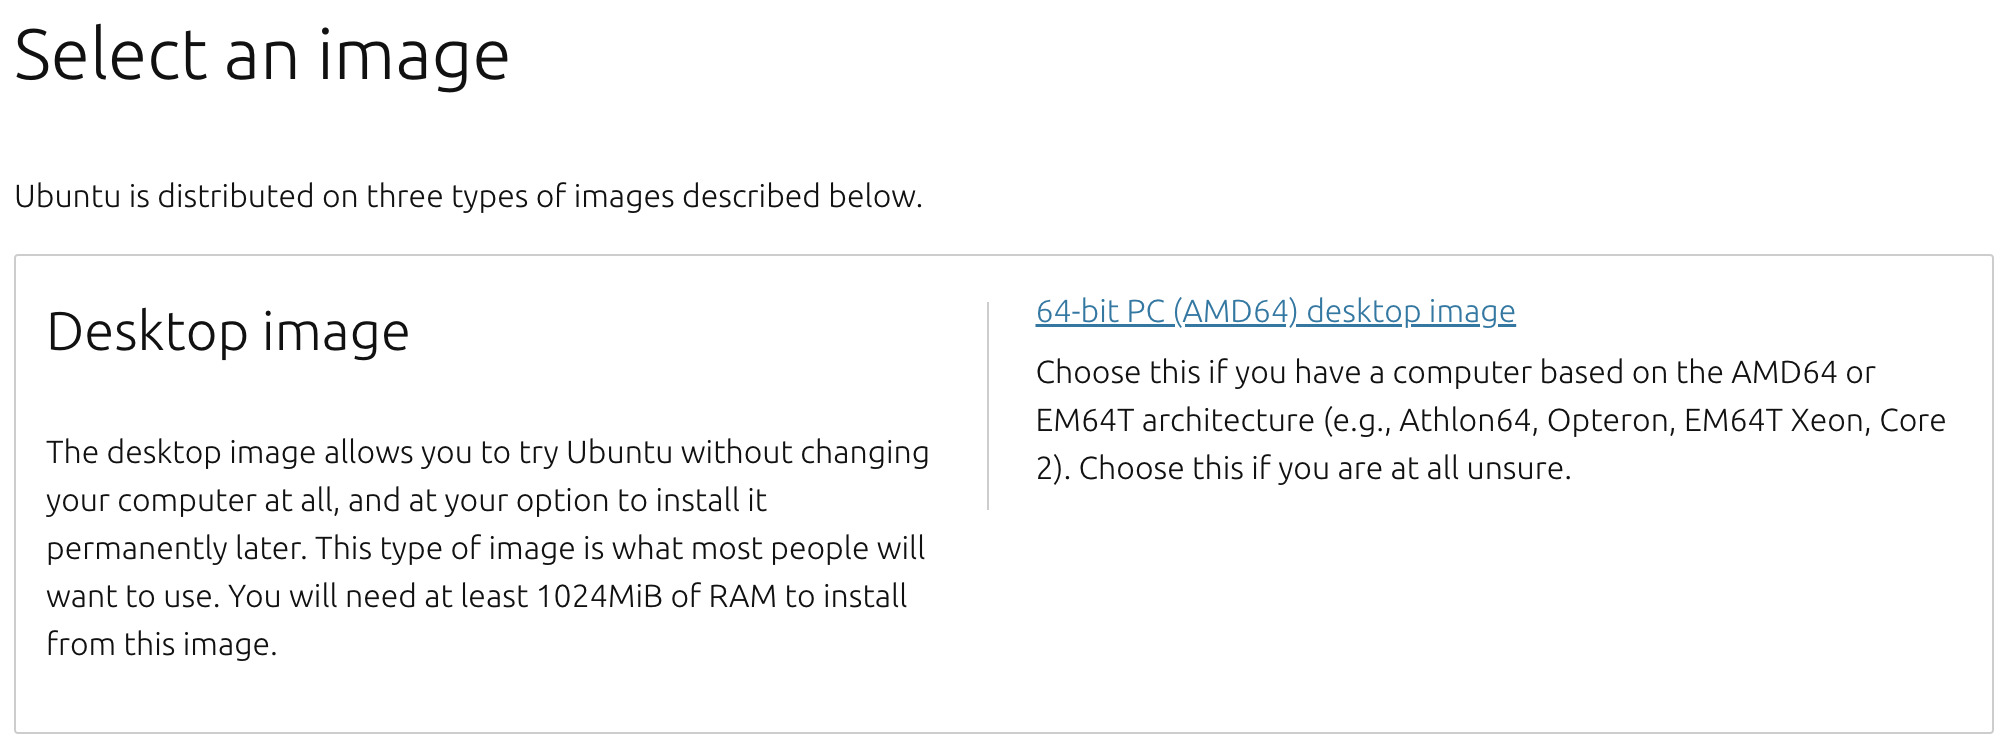 Select an image
Ubuntu is distributed on three types of images described below.
Desktop image
The desktop image allows you to try Ubuntu without changing
your computer at all, and at your option to install it
permanently later. This type of image is what most people will
want to use. You will need at least 1024MiB of RAM to install
from this image.
64-bit PC (AMD64) desktop image
Choose this if you have a computer based on the AMD64 or
EM64T architecture (e.g., Athlon64, Opteron, EM64T Xeon, Core
2). Choose this if you are at all unsure.